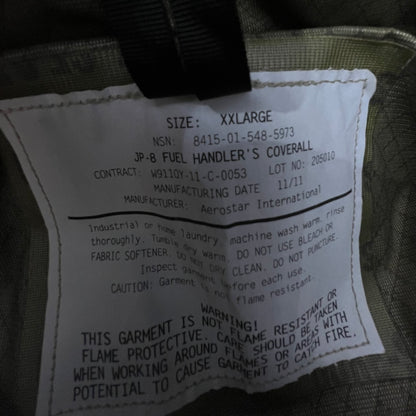 SIZE: XXLARGE
NSN: 8415-01-548-5973
JP-8 FUEL HANDLER'S COVERALL
CONTRACT: W911QY-11-C-0053 LOT NO: 205010
MANUFACTURING DATE 11/11
MANUFACTURER: Aerostar International
Industrial or home laundry, machine wash warm, rinse
thoroughly. Tumble dry warm. DO NOT USE BLEACH OR
FABRIC SOFTENER. DO NOT DRY CLEAN. DO NOT PUNCTURE.
Inspect garment before each use.
CAUTION: Garment is not flame resistant.
WARNING!
THIS GARMENT IS NOT FLAME RESISTANT OR
FLAME PROTECTIVE. CARE SHOULD BE TAKEN
WHEN WORKING AROUND FLAMES OR AREAS WITH
POTENTIAL TO CAUSE GARMENT TO CATCH FIRE.